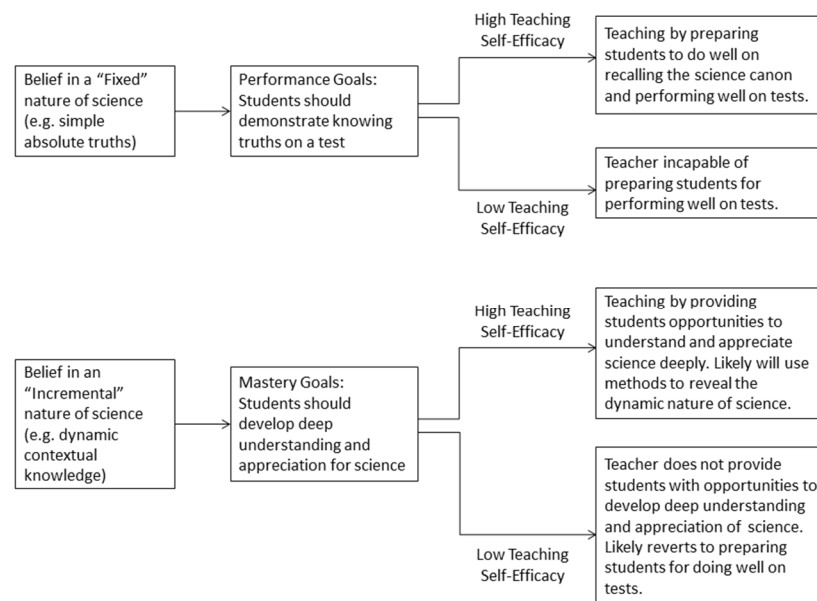 Belief in a “Fixed”
nature of science
(e.g. simple
absolute truths)
Performance Goals:
Students should
demonstrate knowing
truths on a test
High Teaching
Self-Efficacy
Teaching by preparing
students to do well on
recalling the science canon
and performing well on tests.
Low Teaching
Self-Efficacy
Teacher incapable of
preparing students for
performing well on tests.
Belief in an
“Incremental”
nature of science
(e.g. dynamic
contextual
knowledge)
Mastery Goals:
Students should
develop deep
understanding and
appreciation for science
High Teaching
Self-Efficacy
Teaching by providing
students opportunities to
understand and appreciate
science deeply. Likely will use
methods to reveal the
dynamic nature of science.
Low Teaching
Self-Efficacy
Teacher does not provide
students with opportunities to
develop deep understanding
and appreciation of science.
Likely reverts to preparing
students for doing well on
tests.